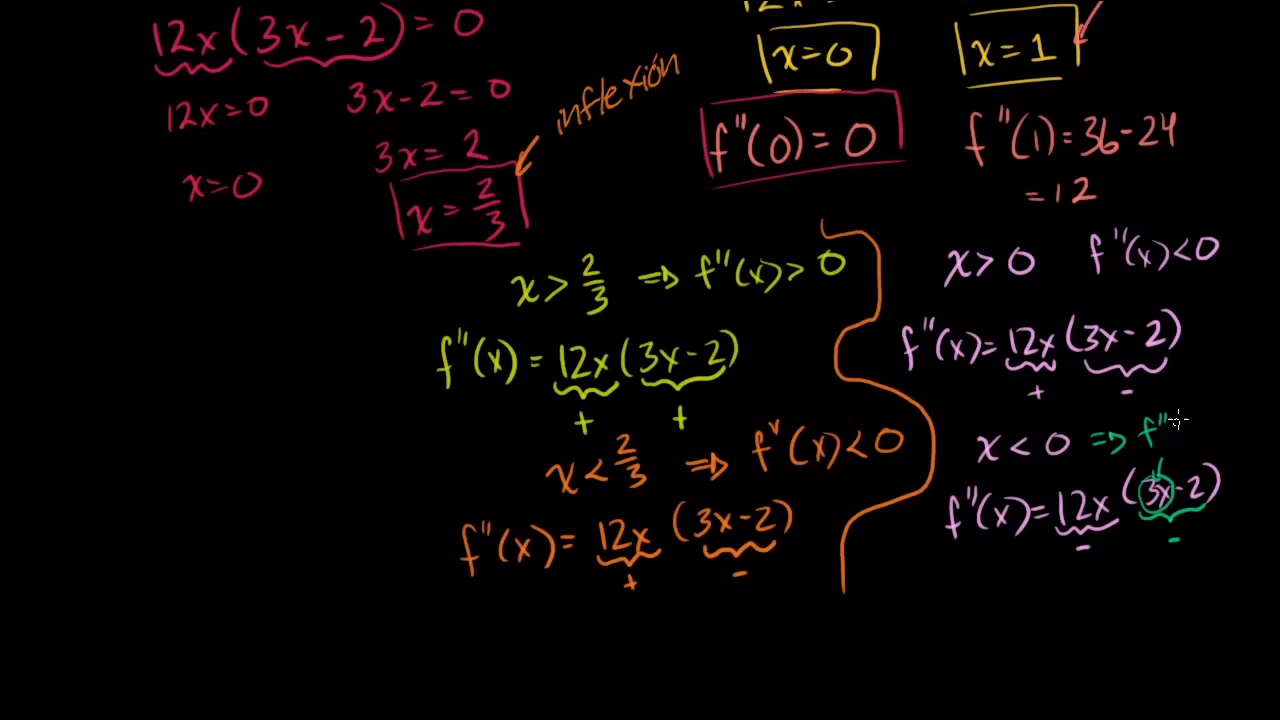 12x(3x-2)=0
12x=0
x=0
3x-2=0
3x=2
x=2/3
inflexión
x=0
x=1
f''(0)=0
f''(1)=36-24
=12
x>2/3 ⇒ f''(x)>0
f''(x)=12x(3x-2)
+ +
x<2/3 ⇒ f''(x)<0
f''(x)=12x(3x-2)
+ -
x>0 f''(x)<0
f''(x)=12x(3x-2)
+ -
x<0 ⇒ f''
f''(x)=12x(3x-2)
- -